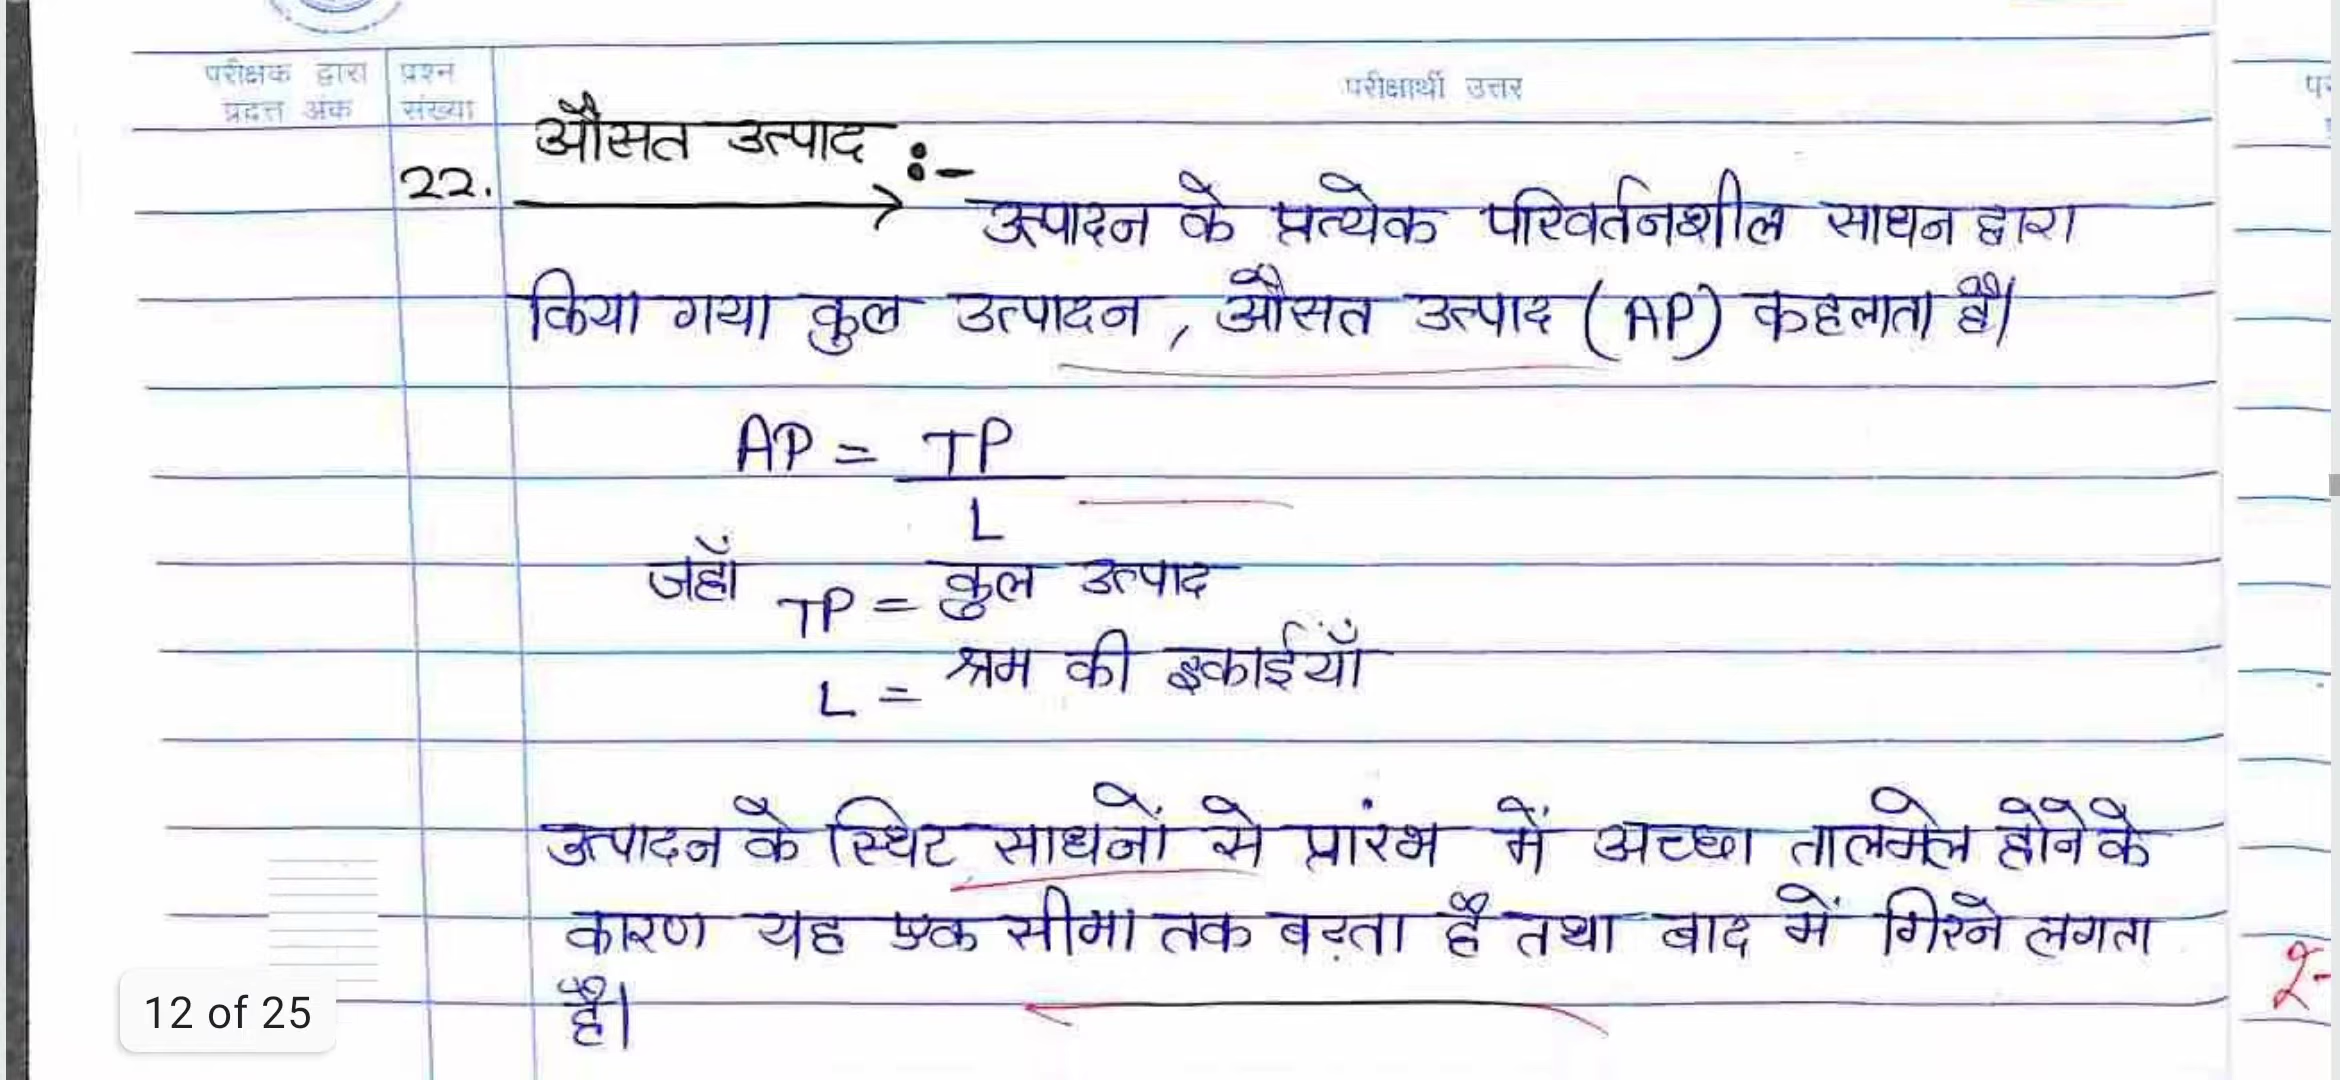 परीक्षक द्वारा प्रदत्त अंक
प्रश्न संख्या
परीक्षार्थी उत्तर
22.
औसत उत्पाद :-
उत्पादन के प्रत्येक परिवर्तनशील साधन द्वारा
किया गया कुल उत्पादन, औसत उत्पाद (AP) कहलाता है।
AP = TP
L
जहाँ TP = कुल उत्पाद
L = श्रम की इकाईयाँ
उत्पादन के स्थिर साधनों से प्रारंभ में अच्छा तालमेल होने के
कारण यह एक सीमा तक बढ़ता है तथा बाद में गिरने लगता
है।
12 of 25